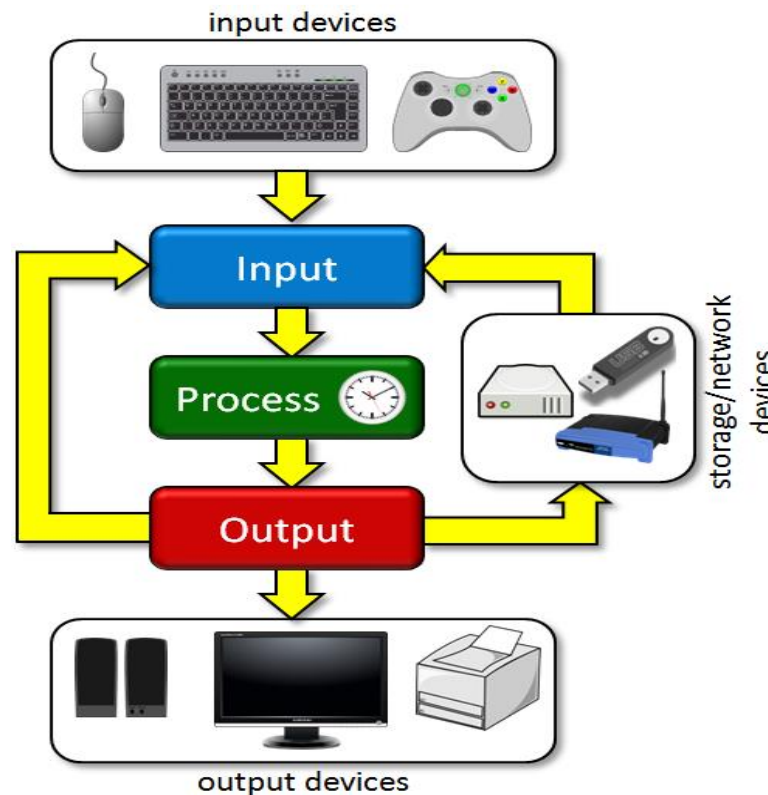 input devices
Input
Process
Output
storage/network
devices
output devices